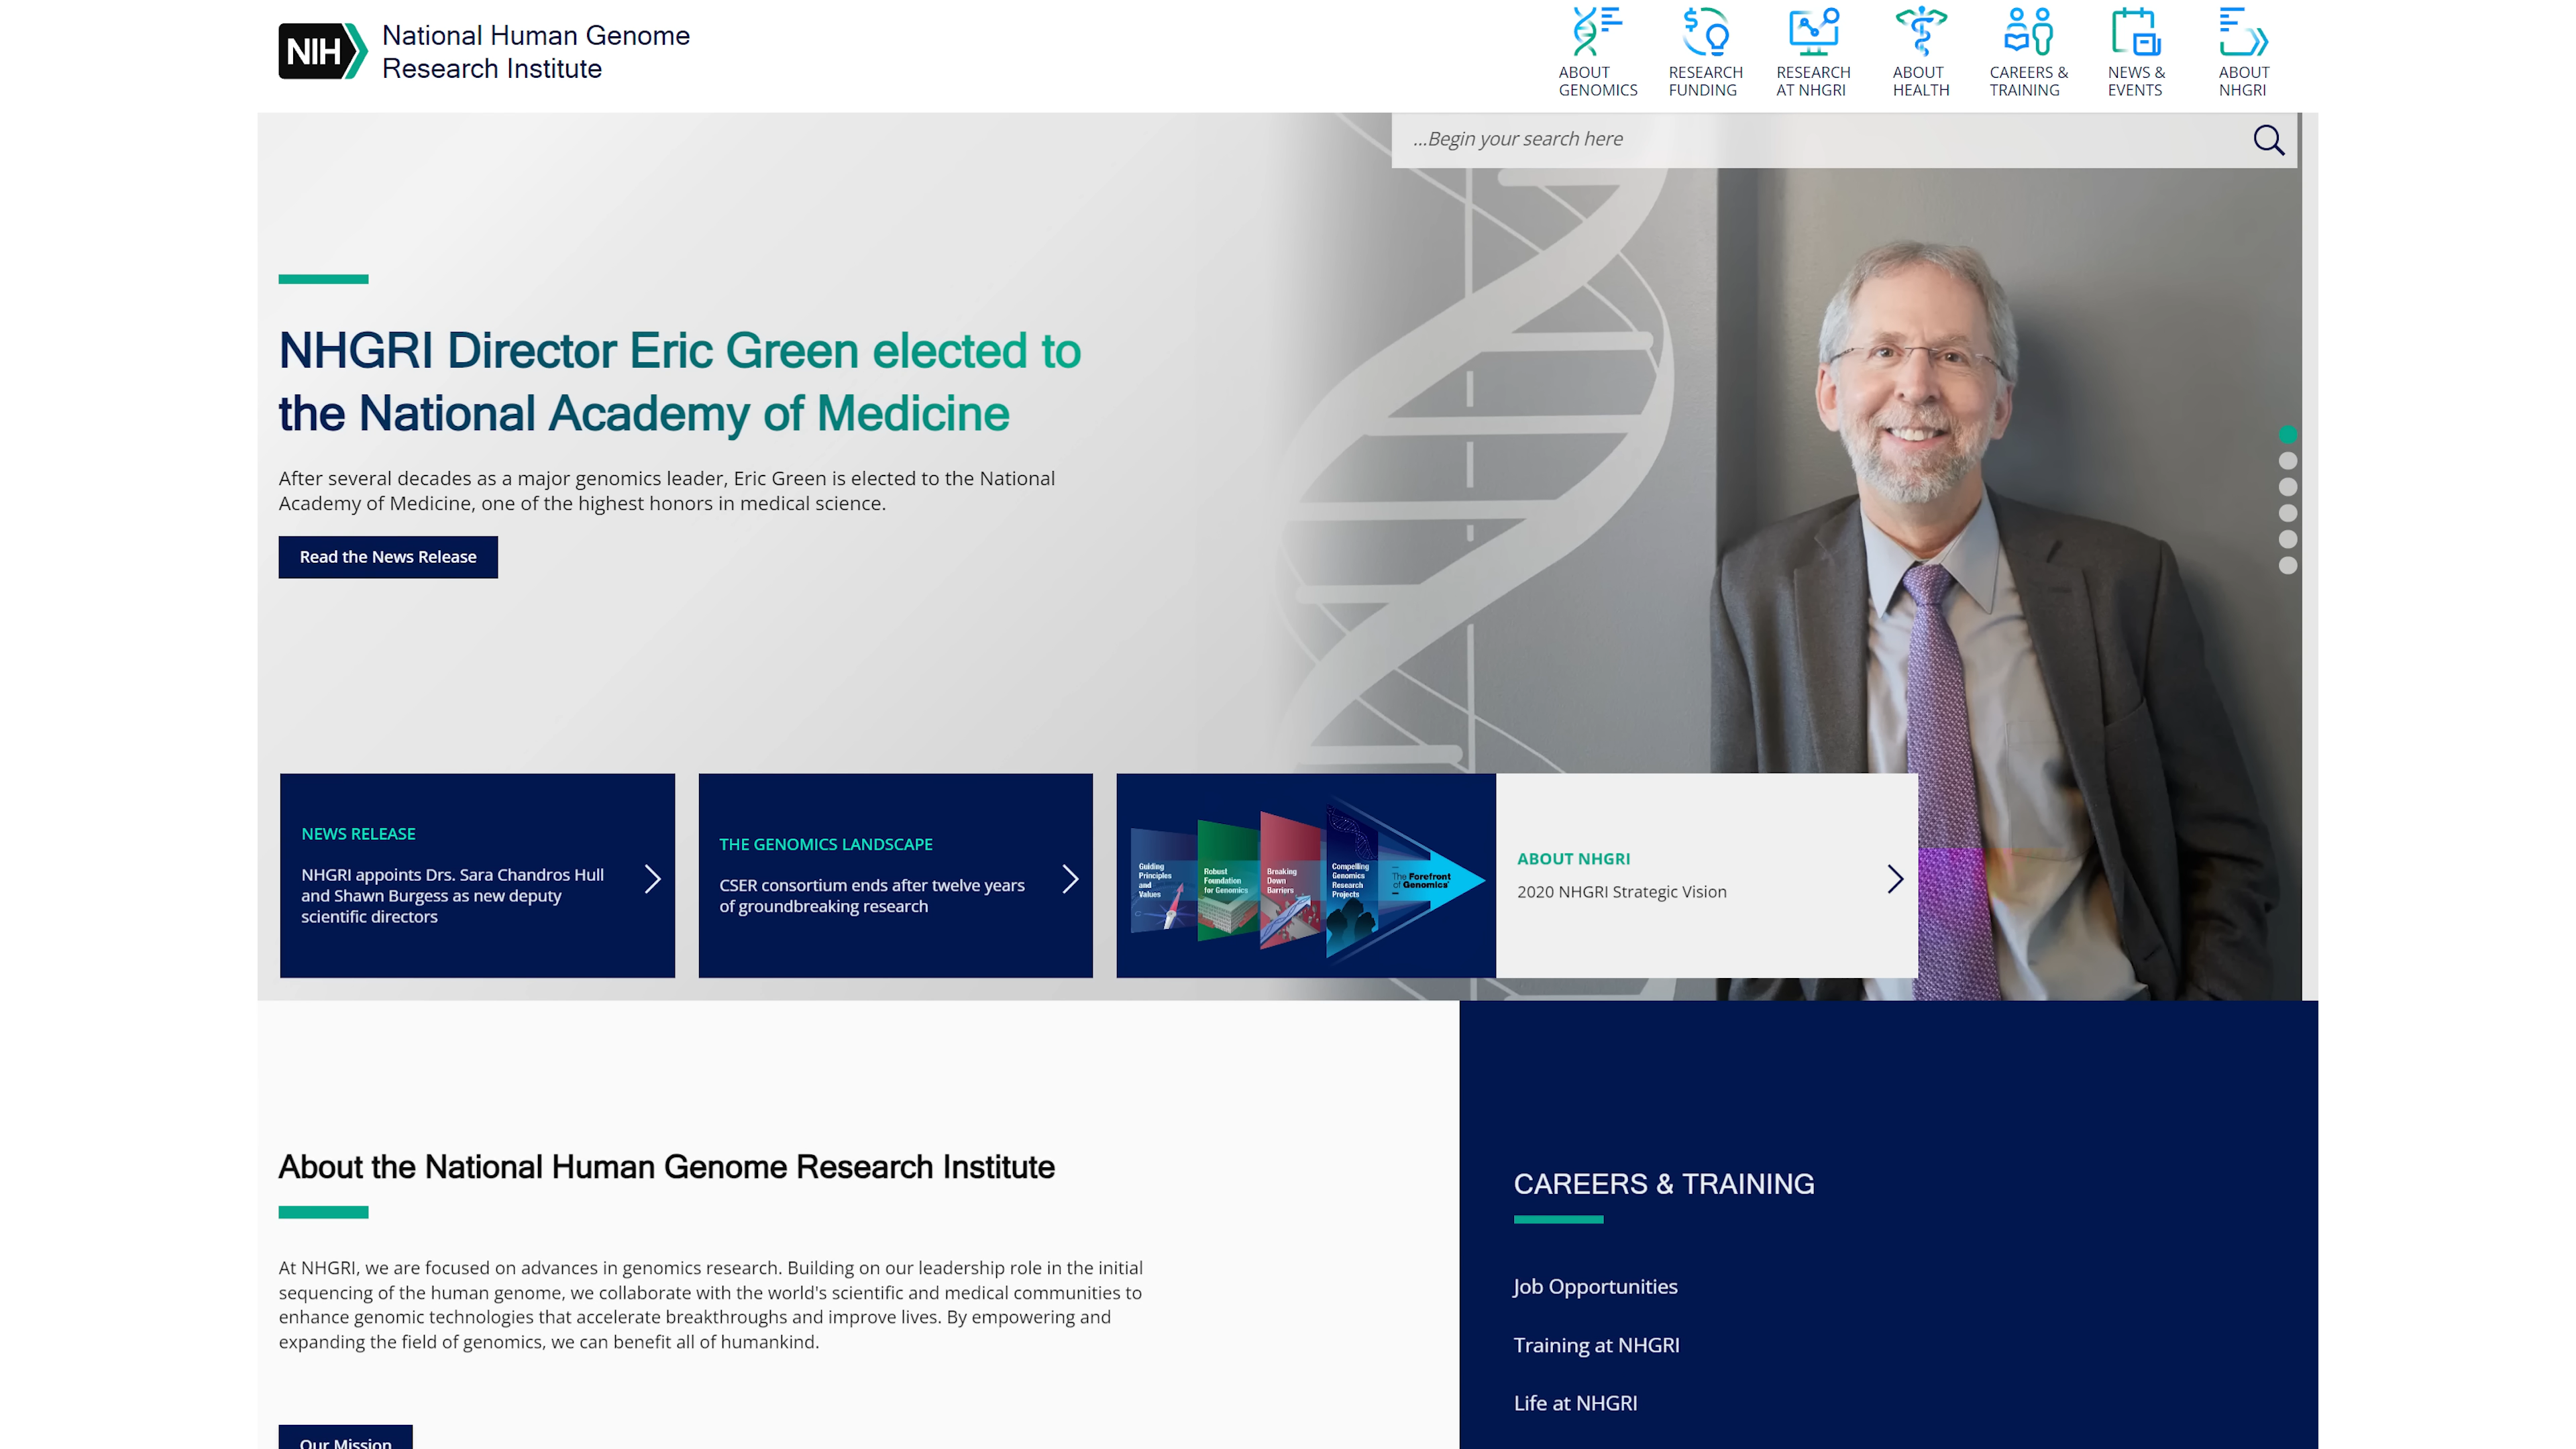 NIH
National Human Genome
Research Institute
ABOUT
GENOMICS
RESEARCH
FUNDING
RESEARCH
AT NHGRI
ABOUT
HEALTH
CAREERS &
TRAINING
NEWS &
EVENTS
ABOUT
NHGRI
...Begin your search here
NHGRI Director Eric Green elected to
the National Academy of Medicine
After several decades as a major genomics leader, Eric Green is elected to the National
Academy of Medicine, one of the highest honors in medical science.
Read the News Release
NEWS RELEASE
NHGRI appoints Drs. Sara Chandros Hull
and Shawn Burgess as new deputy
scientific directors
THE GENOMICS LANDSCAPE
CSER consortium ends after twelve years
of groundbreaking research
Guiding
Principles
and
Values
Robust
Foundation
for Genomics
Breaking
Down
Barriers
Compelling
Genomics
Research
Projects
The Forefront
of Genomics®
ABOUT NHGRI
2020 NHGRI Strategic Vision
About the National Human Genome Research Institute
At NHGRI, we are focused on advances in genomics research. Building on our leadership role in the initial
sequencing of the human genome, we collaborate with the world's scientific and medical communities to
enhance genomic technologies that accelerate breakthroughs and improve lives. By empowering and
expanding the field of genomics, we can benefit all of humankind.
Our Mission
CAREERS & TRAINING
Job Opportunities
Training at NHGRI
Life at NHGRI